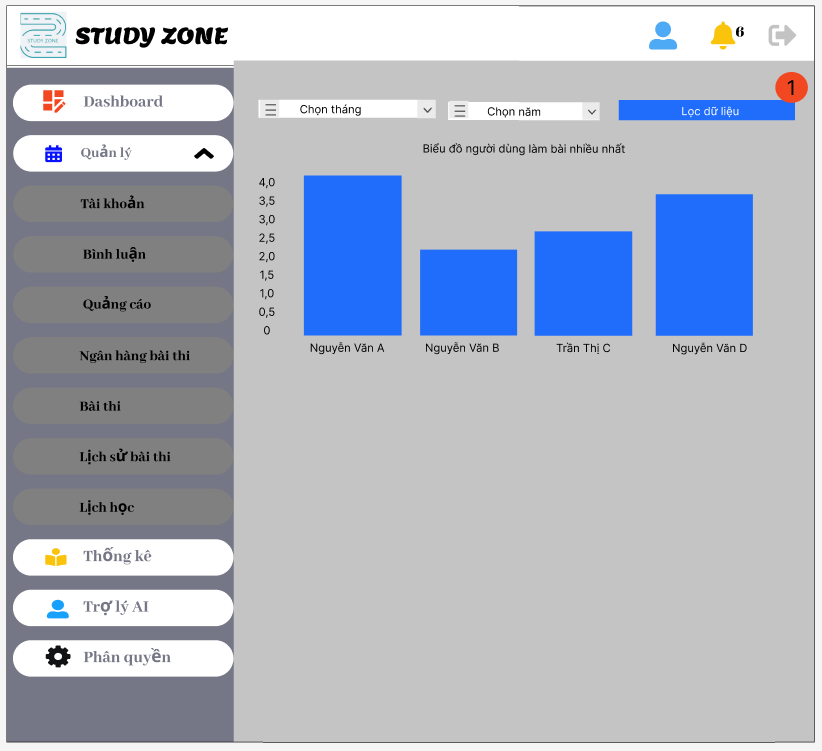 STUDY ZONE
STUDY ZONE
6
1
Dashboard
Quản lý
Tài khoản
Bình luận
Quảng cáo
Ngân hàng bài thi
Bài thi
Lịch sử bài thi
Lịch học
Thống kê
Trợ lý AI
Phân quyền
Chọn tháng
Chọn năm
Lọc dữ liệu
Biểu đồ người dùng làm bài nhiều nhất
4,0
3,5
3,0
2,5
2,0
1,5
1,0
0,5
0
Nguyễn Văn A
Nguyễn Văn B
Trần Thị C
Nguyễn Văn D